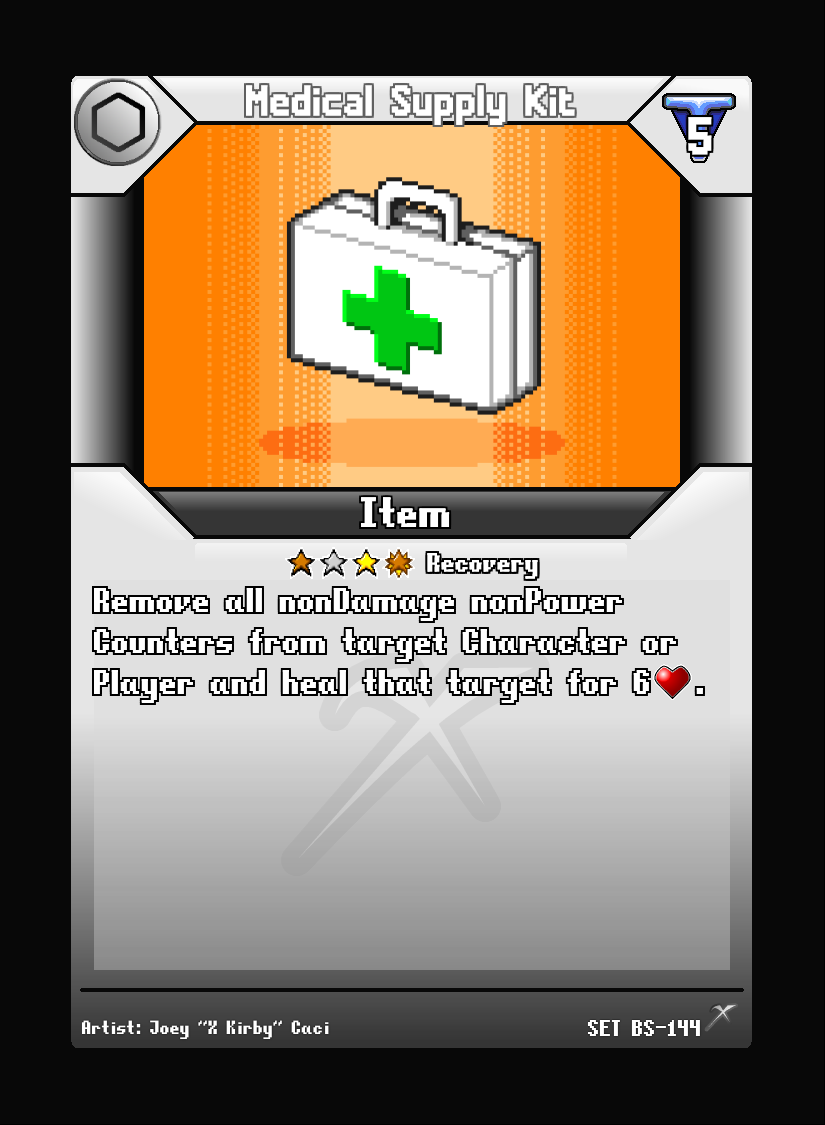 Medical Supply Kit
5
Item
Recovery
Remove all nonDamage nonPower
Counters from target Character or
Player and heal that target for 6❤.
Artist: Joey "X Kirby" Caci
SET BS-144